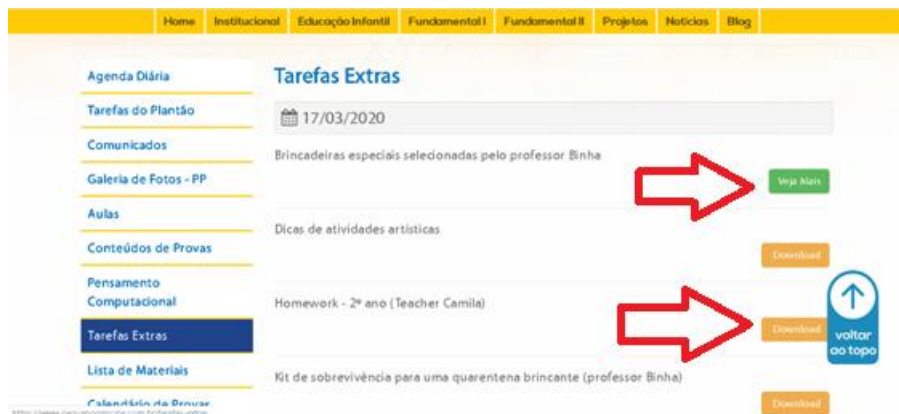 Home Institucional Educação Infantil Fundamental I Fundamental II Projetos Notícias Blog
Agenda Diária
Tarefas do Plantão
Comunicados
Galeria de Fotos - PP
Aulas
Conteúdos de Provas
Pensamento
Computacional
Tarefas Extras
Lista de Materiais
Calendário de Provas
Tarefas Extras
17/03/2020
Brincadeiras especiais selecionadas pelo professor Binha
Veja Mais
Dicas de atividades artísticas
Download
Homework - 2º ano (Teacher Camila)
Download
Kit de sobrevivência para uma quarentena brincante (professor Binha)
Download
voltar
ao topo